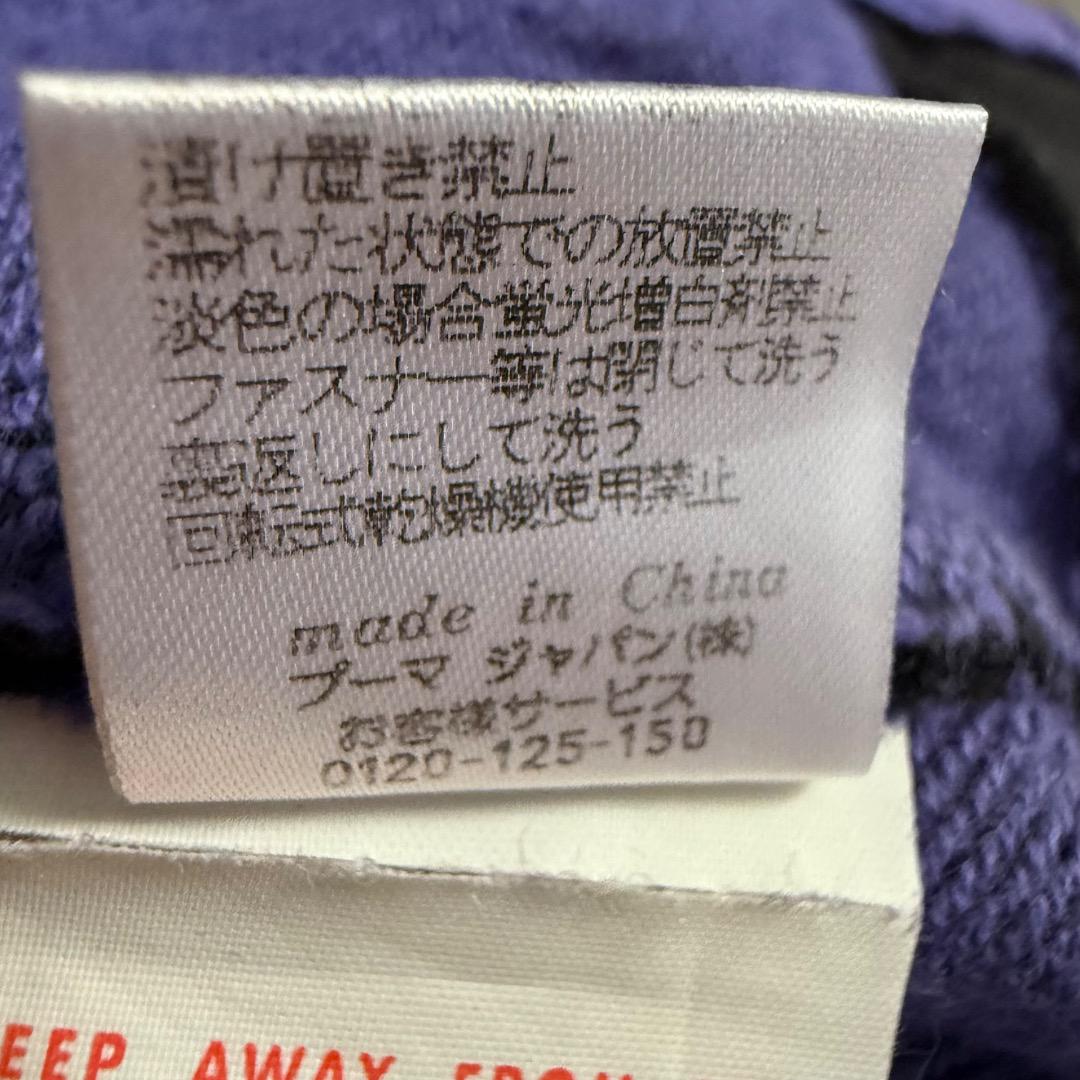 漬け置き禁止
濡れた状態での放置禁止
淡色の場合蛍光増白剤禁止
ファスナー等は閉じて洗う
裏返しにして洗う
回転式乾燥機使用禁止
made in China
プーマ ジャパン(株)
お客様サービス
0120-125-150
EEP AWAY FROM